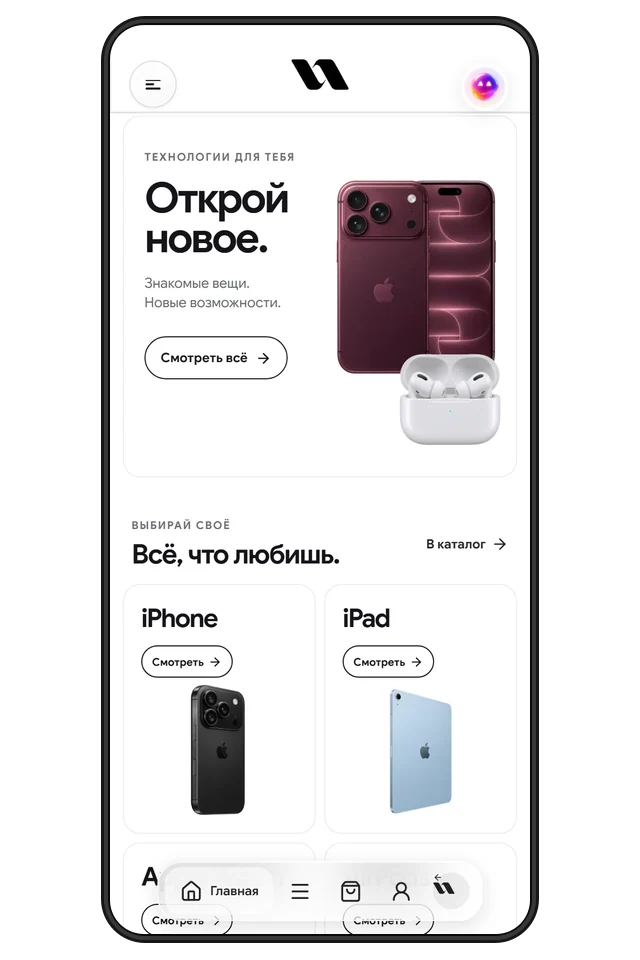 ТЕХНОЛОГИИ ДЛЯ ТЕБЯ
Открой
новое.
Знакомые вещи.
Новые возможности.
Смотреть всё →
ВЫБИРАЙ СВОЁ
Всё, что любишь.
В каталог →
iPhone
Смотреть →
iPad
Смотреть →
Главная
Смотреть →
Смотреть →